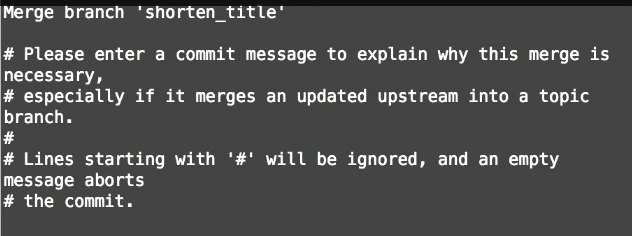 Merge branch 'shorten_title'
# Please enter a commit message to explain why this merge is
necessary,
# especially if it merges an updated upstream into a topic
branch.
#
# Lines starting with '#' will be ignored, and an empty
message aborts
# the commit.